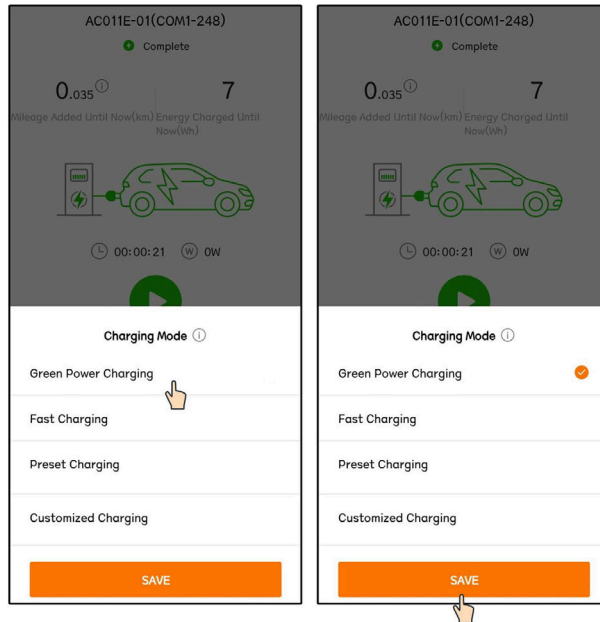 AC011E-01(COM1-248)
Complete
0.035
7
Mileage Added Until Now(km)
Energy Charged Until
Now(Wh)
00:00:21
W
0W
Charging Mode
Green Power Charging
Fast Charging
Preset Charging
Customized Charging
SAVE
AC011E-01(COM1-248)
Complete
0.035
7
Mileage Added Until Now(km)
Energy Charged Until
Now(Wh)
00:00:21
W
0W
Charging Mode
Green Power Charging
Fast Charging
Preset Charging
Customized Charging
SAVE